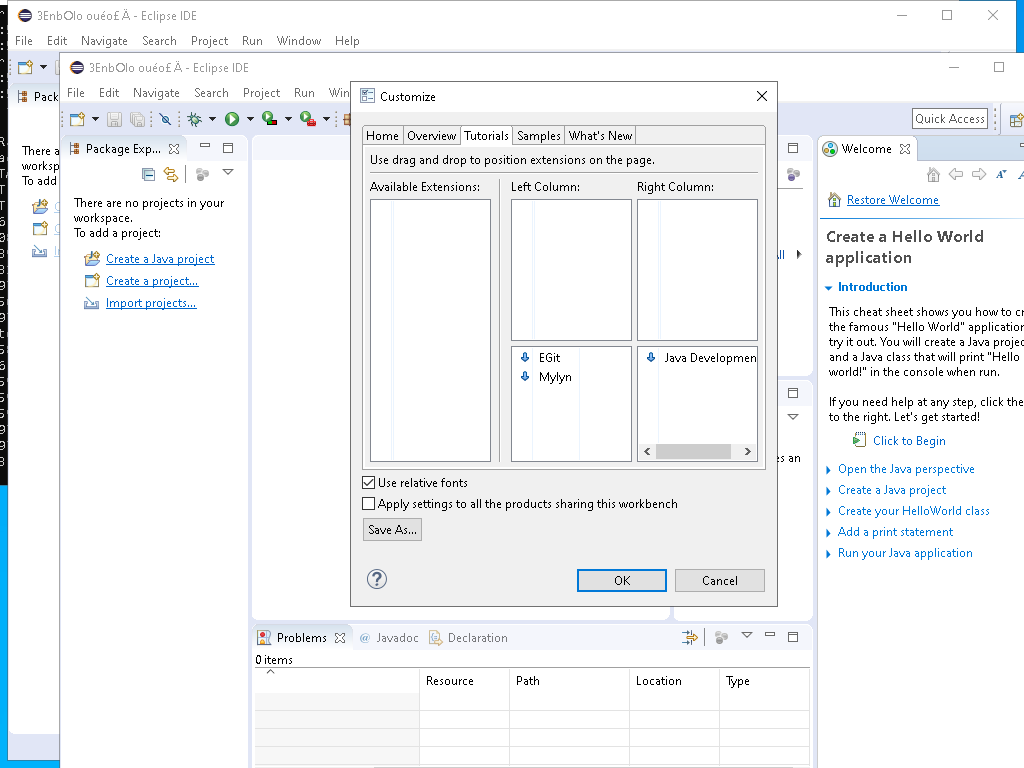 3EnbOlo ouéo£Ä - Eclipse IDE
File Edit Navigate Search Project Run Window Help
3EnbOlo ouéo£Ä - Eclipse IDE
File Edit Navigate Search Project Run
Customize
Quick Access
Package Exp...
Home Overview Tutorials Samples What's New
Use drag and drop to position extensions on the page.
Available Extensions: Left Column: Right Column:
EGit
Mylyn
Java Developmen
Use relative fonts
Apply settings to all the products sharing this workbench
Save As...
OK Cancel
There are no projects in your
workspace.
To add a project:
Create a Java project
Create a project...
Import projects...
There a
worksp
To add
Welcome
Restore Welcome
Create a Hello World
application
Introduction
This cheat sheet shows you how to cr
the famous "Hello World" application
try it out. You will create a Java projec
and a Java class that will print "Hello
world!" in the console when run.
If you need help at any step, click the
to the right. Let's get started!
Click to Begin
Open the Java perspective
Create a Java project
Create your HelloWorld class
Add a print statement
Run your Java application
Problems Javadoc Declaration
0 items
Resource Path Location Type